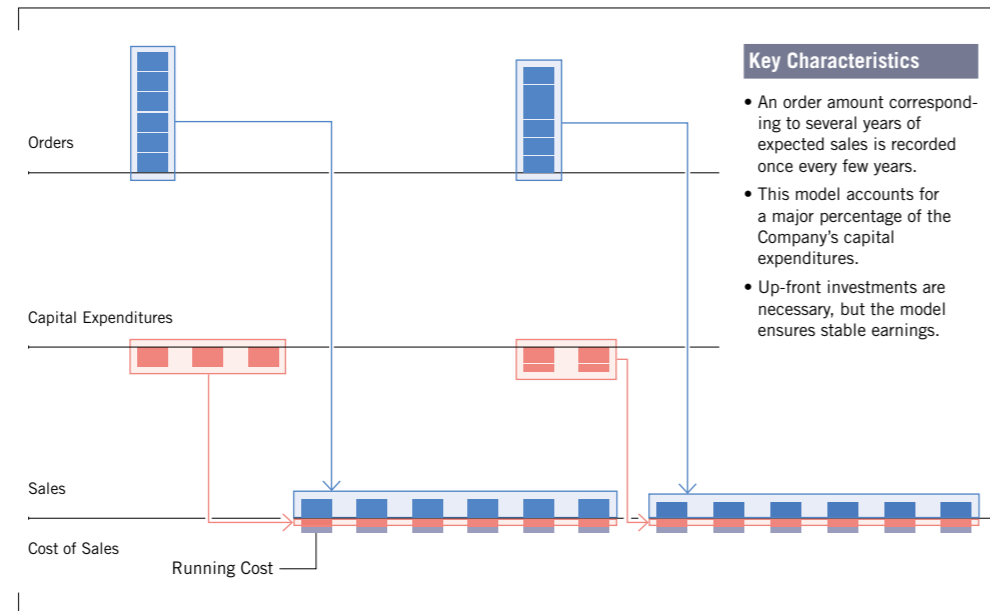 Orders
Capital Expenditures
Sales
Cost of Sales
Running Cost
Key Characteristics
• An order amount correspond-
ing to several years of
expected sales is recorded
once every few years.
• This model accounts for
a major percentage of the
Company's capital
expenditures.
• Up-front investments are
necessary, but the model
ensures stable earnings.